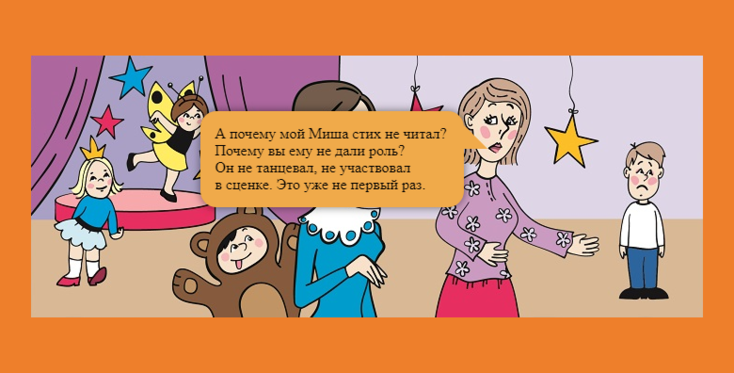 А почему мой Миша стих не читал?
Почему вы ему не дали роль?
Он не танцевал, не участвовал
в сценке. Это уже не первый раз.